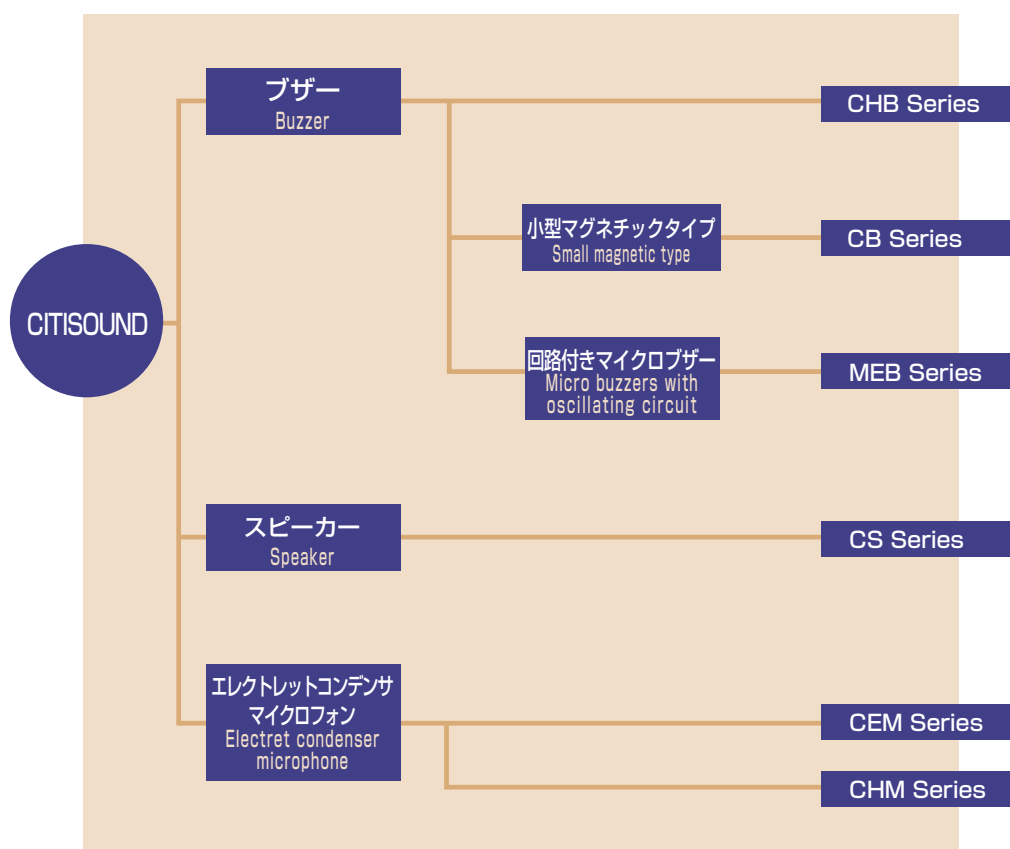 CITISOUND
ブザー
Buzzer
CHB Series
小型マグネチックタイプ
Small magnetic type
CB Series
回路付きマイクロブザー
Micro buzzers with
oscillating circuit
MEB Series
スピーカー
Speaker
CS Series
エレクトレットコンデンサ
マイクロフォン
Electret condenser
microphone
CEM Series
CHM Series